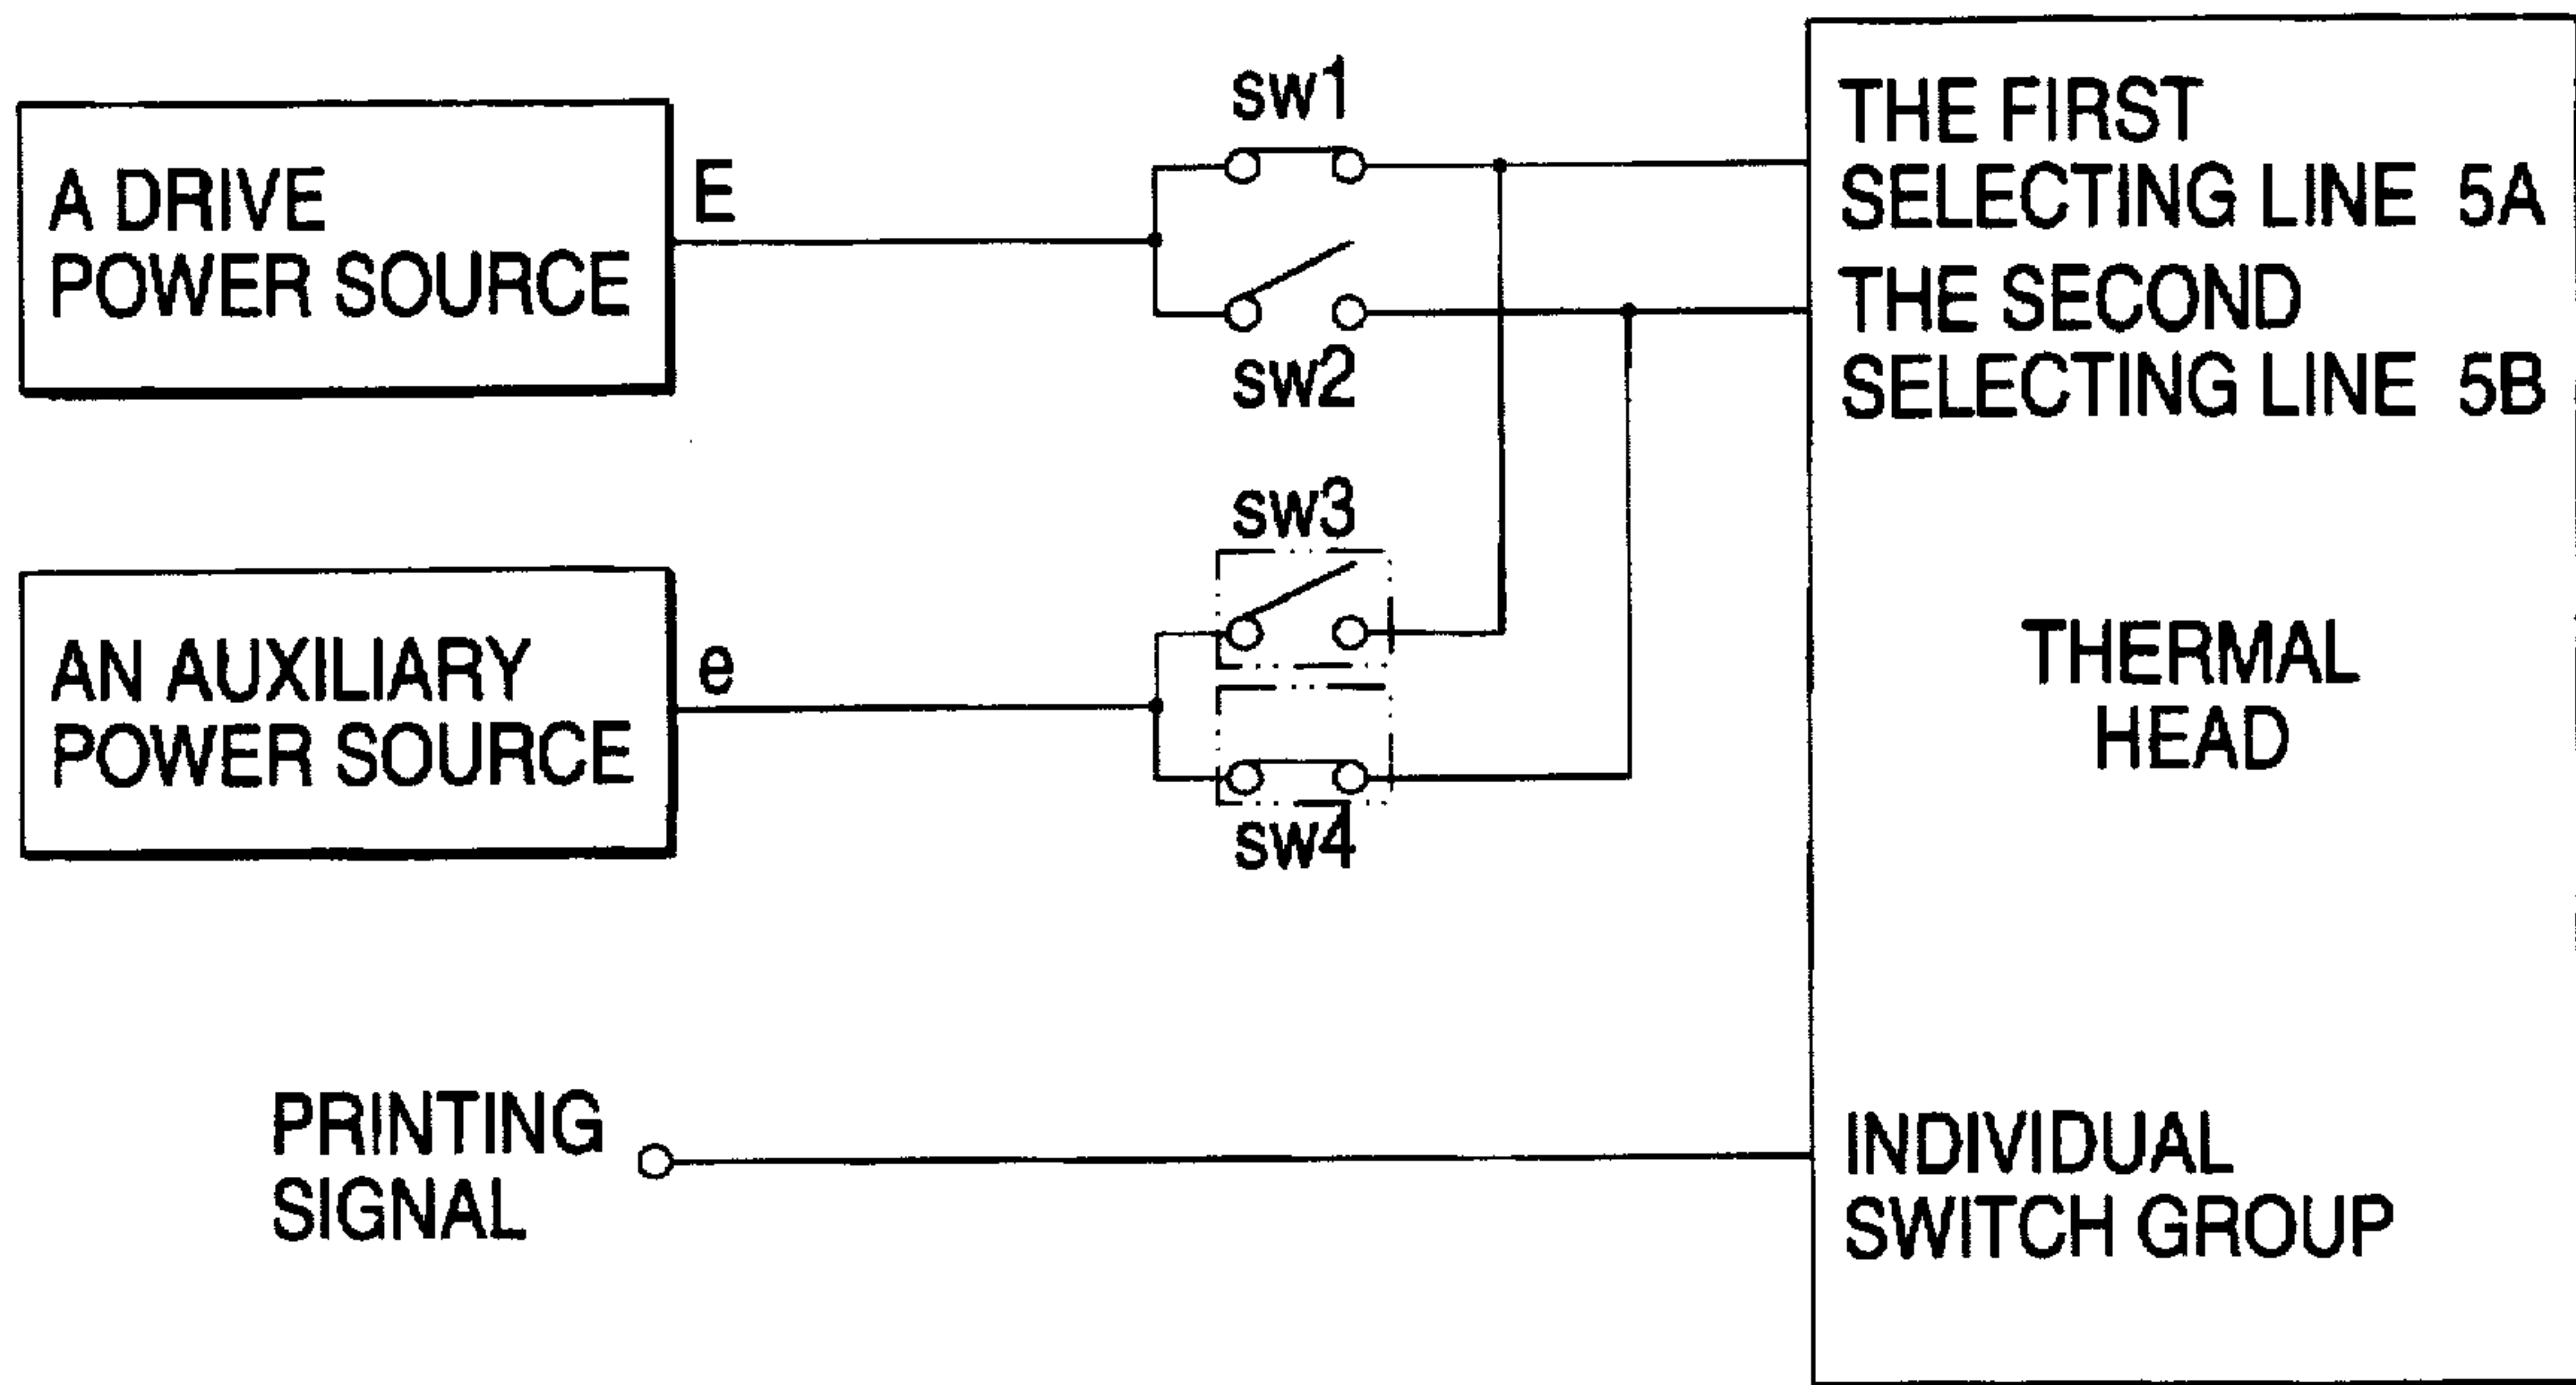 A DRIVE
POWER SOURCE
E
sw1
sw2
THE FIRST
SELECTING LINE 5A
THE SECOND
SELECTING LINE 5B
AN AUXILIARY
POWER SOURCE
e
sw3
sw4
THERMAL
HEAD
PRINTING
SIGNAL
INDIVIDUAL
SWITCH GROUP